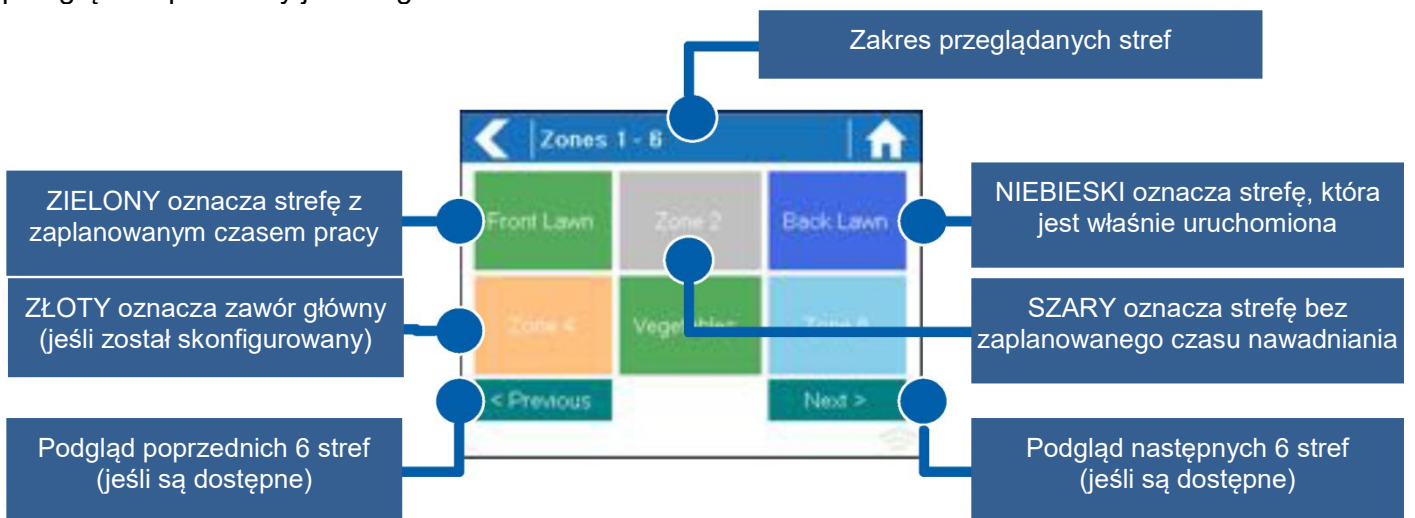 Zakres przeglądanych stref
Zones 1 - 6
ZIELONY oznacza strefę z
zaplanowanym czasem pracy
Front Lawn
Zone 2
Back Lawn
NIEBIESKI oznacza strefę, która
jest właśnie uruchomiona
ZŁOTY oznacza zawór główny
(jeśli został skonfigurowany)
Zone 4
Vegetables
Zone 6
SZARY oznacza strefę bez
zaplanowanego czasu nawadniania
< Previous
Next >
Podgląd poprzednich 6 stref
(jeśli są dostępne)
Podgląd następnych 6 stref
(jeśli są dostępne)